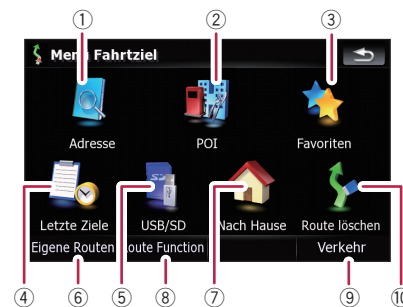 ① ② ③
Menü Fahrtziel
Adresse POI Favoriten
Letzte Ziele USB/SD Nach Hause Route löschen
Eigene Routen Route Function Verkehr
④ ⑥ ⑤ ⑧ ⑦ ⑨ ⑩